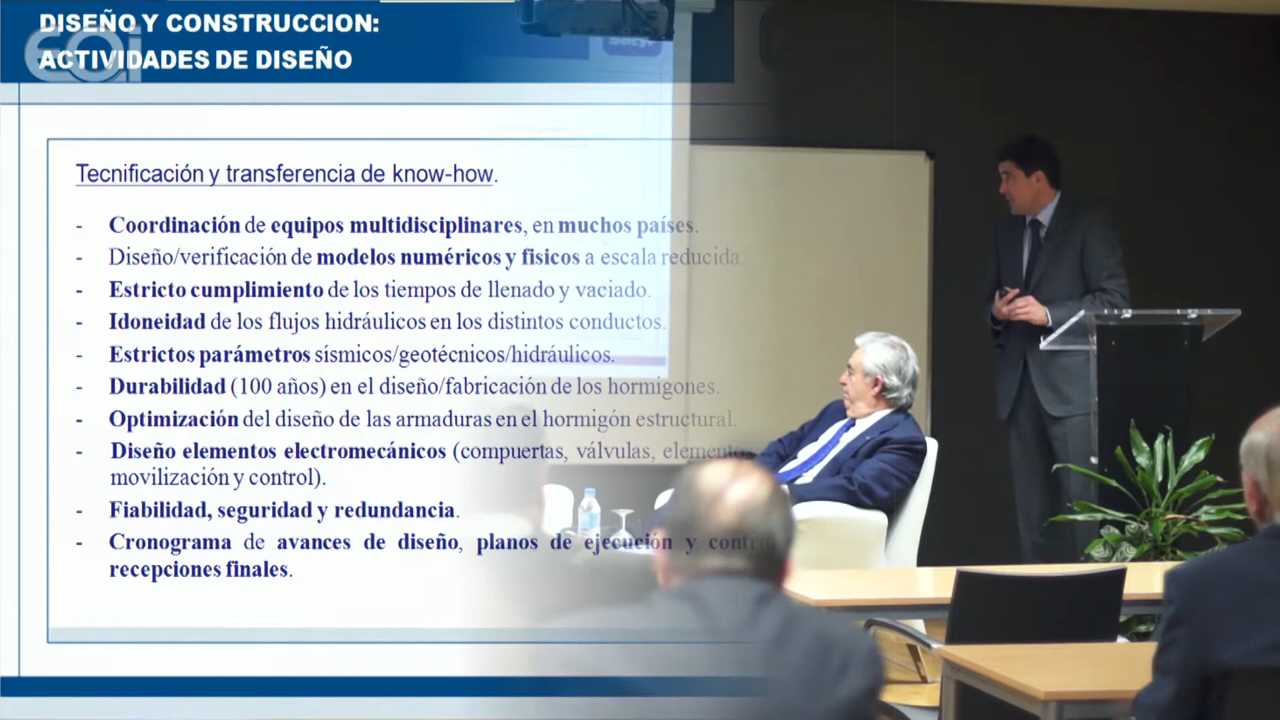 DISEÑO Y CONSTRUCCION:
ACTIVIDADES DE DISEÑO
eoi
Tecnificación y transferencia de know-how.
- Coordinación de equipos multidisciplinares, en muchos países.
- Diseño/verificación de modelos numéricos y fisicos a escala reducida.
- Estricto cumplimiento de los tiempos de llenado y vaciado.
- Idoneidad de los flujos hidráulicos en los distintos conductos.
- Estrictos parámetros sísmicos/geotécnicos/hidráulicos.
- Durabilidad (100 años) en el diseño/fabricación de los hormigones.
- Optimización del diseño de las armaduras en el hormigón estructural.
- Diseño elementos electromecánicos (compuertas, válvulas, elementos
movilización y control).
- Fiabilidad, seguridad y redundancia.
- Cronograma de avances de diseño, planos de ejecución y
recepciones finales.